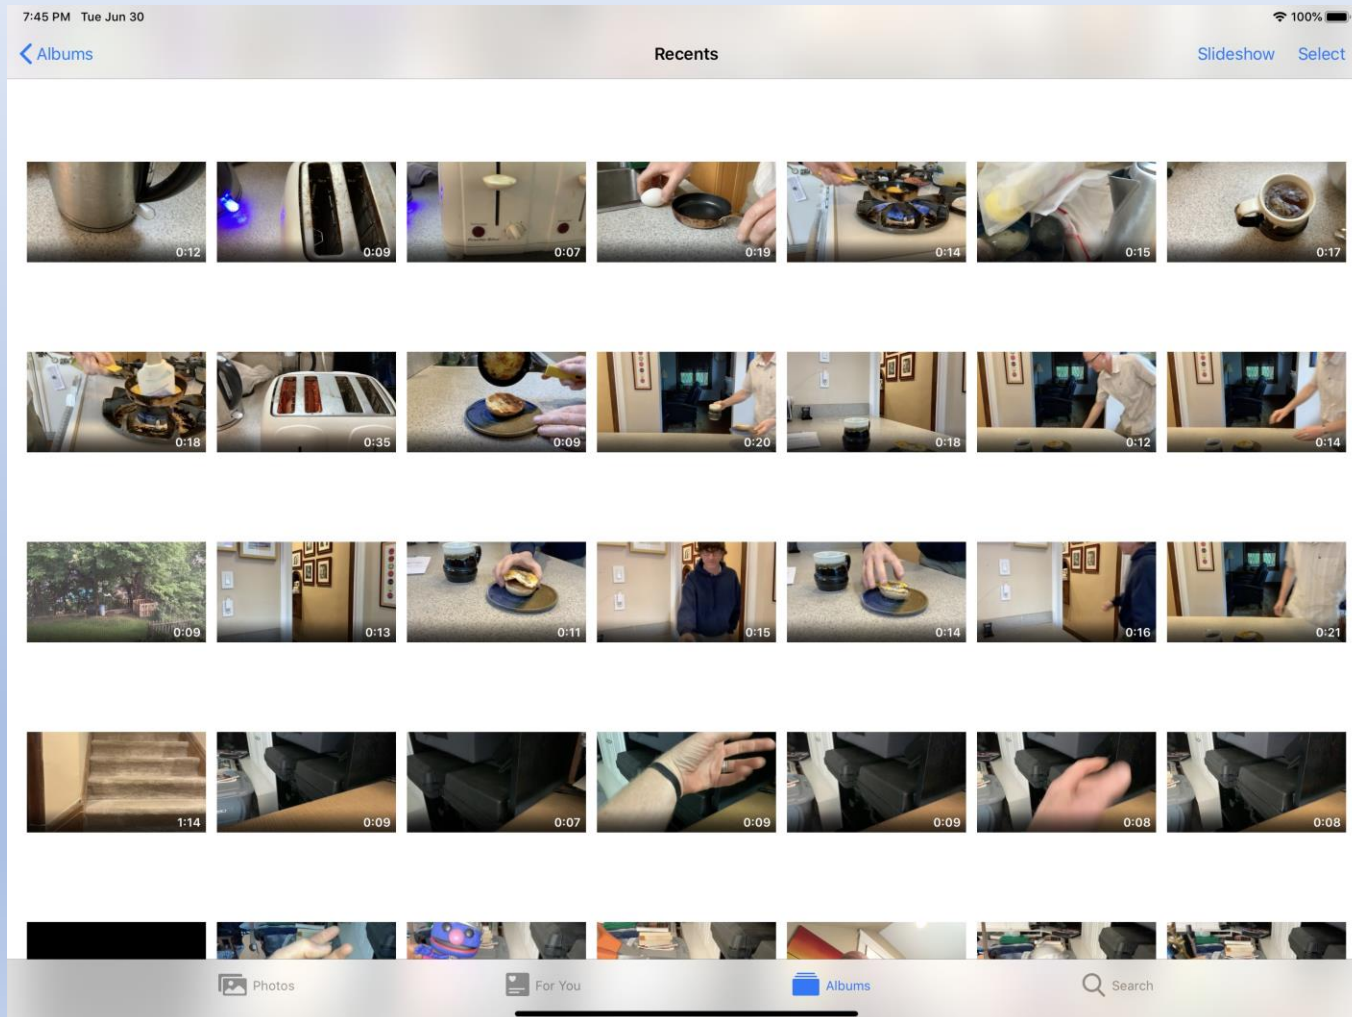 7:45 PM Tue Jun 30
100%
Albums
Recents
Slideshow Select
0:12 0:09 0:07 0:19 0:14 0:15 0:17
0:18 0:35 0:09 0:20 0:18 0:12 0:14
0:09 0:13 0:11 0:15 0:14 0:16 0:21
1:14 0:09 0:07 0:09 0:09 0:08 0:08
Photos For You Albums Search